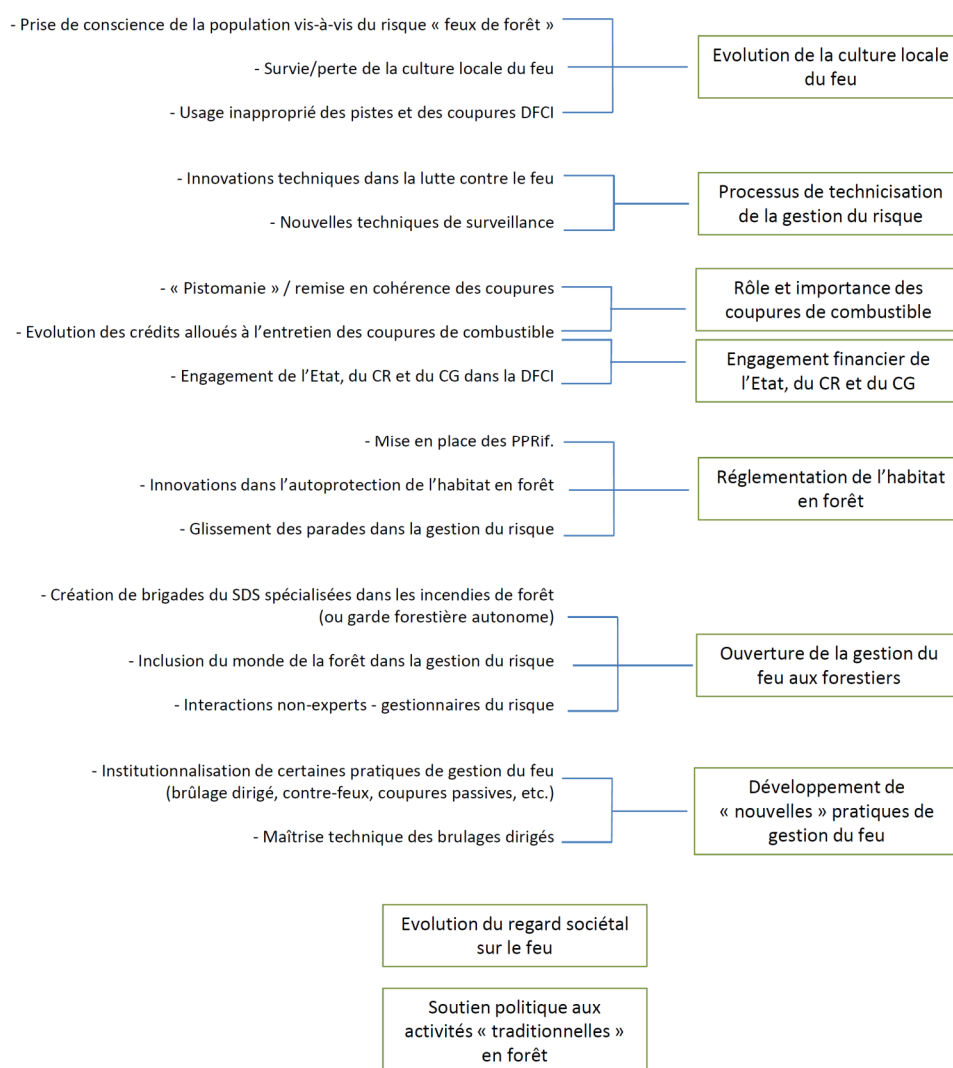 - Prise de conscience de la population vis-à-vis du risque « feux de forêt »
- Survie/perte de la culture locale du feu
- Usage inapproprié des pistes et des coupures DFCI
Evolution de la culture locale
du feu
- Innovations techniques dans la lutte contre le feu
- Nouvelles techniques de surveillance
Processus de technicisation
de la gestion du risque
- « Pistomanie » / remise en cohérence des coupures
- Evolution des crédits alloués à l’entretien des coupures de combustible
Rôle et importance des
coupures de combustible
- Engagement de l’Etat, du CR et du CG dans la DFCI
Engagement financier de
l’Etat, du CR et du CG
- Mise en place des PPRif.
- Innovations dans l’autoprotection de l’habitat en forêt
- Glissement des parades dans la gestion du risque
Réglementation de l’habitat
en forêt
- Création de brigades du SDS spécialisées dans les incendies de forêt
(ou garde forestière autonome)
- Inclusion du monde de la forêt dans la gestion du risque
- Interactions non-experts - gestionnaires du risque
Ouverture de la gestion du
feu aux forestiers
- Institutionnalisation de certaines pratiques de gestion du feu
(brûlage dirigé, contre-feux, coupures passives, etc.)
- Maîtrise technique des brulages dirigés
Développement de
« nouvelles » pratiques de
gestion du feu
Evolution du regard sociétal
sur le feu
Soutien politique aux
activités « traditionnelles »
en forêt